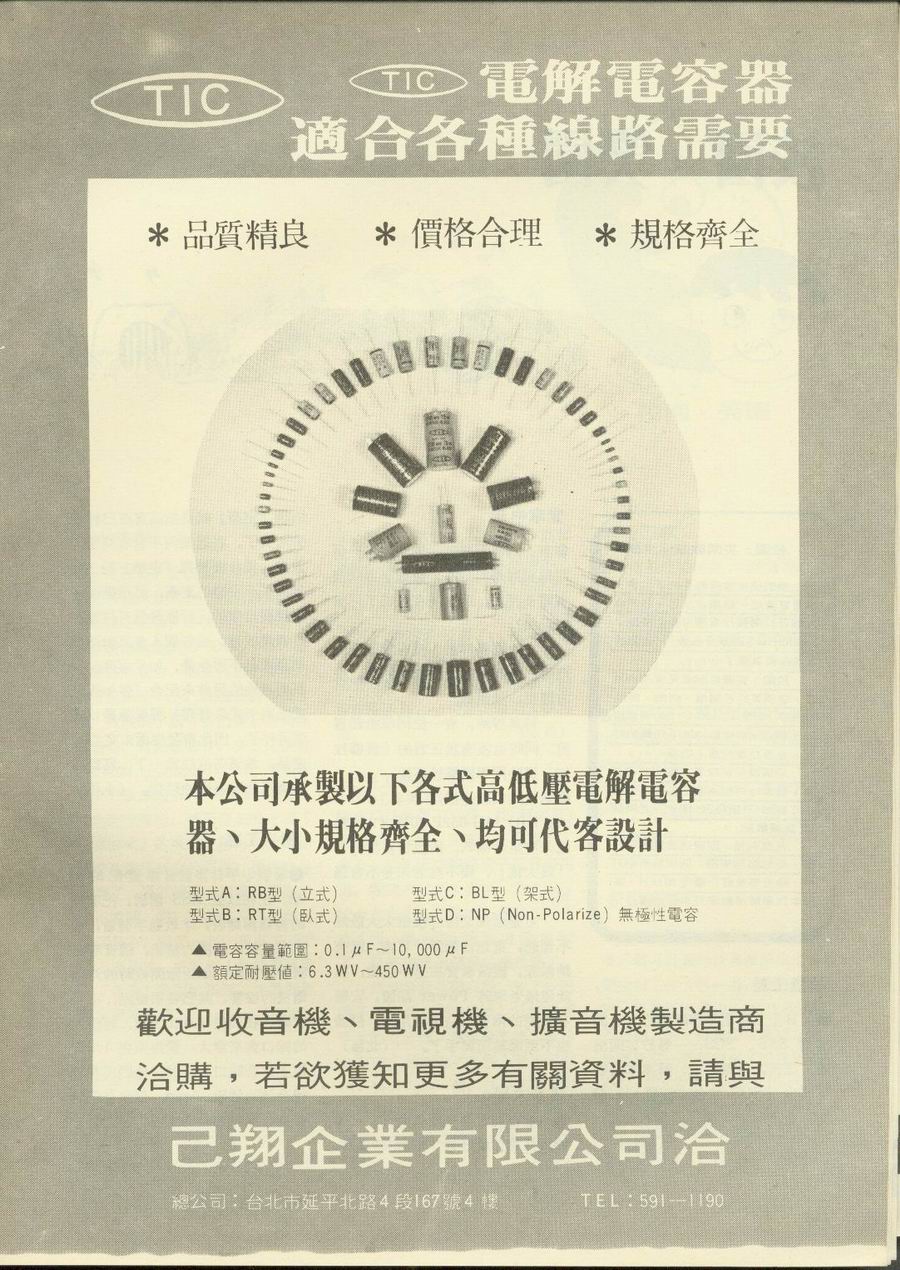 TIC
TIC 電解電容器
適合各種線路需要
* 品質精良 * 價格合理 * 規格齊全
本公司承製以下各式高低壓電解電容
器、大小規格齊全、均可代客設計
型式A：RB型（立式） 型式C：BL型（架式）
型式B：RT型（臥式） 型式D：NP（Non-Polarize）無極性電容
▲電容容量範圍：0.1μF～10,000μF
▲額定耐壓值：6.3WV～450WV
歡迎收音機、電視機、擴音機製造商
洽購，若欲獲知更多有關資料，請與
己翔企業有限公司洽
總公司：台北市延平北路4段167號4樓 TEL：591—1190